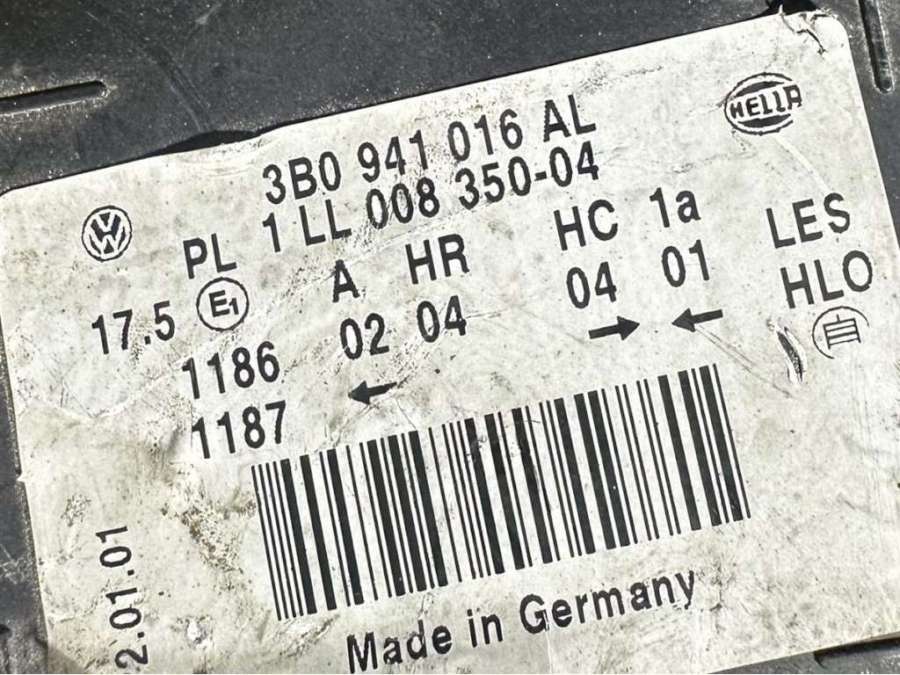 HELLA
3B0 941 016 AL
1 LL 008 350-04
PL A HR HC 1a LES
17.5 E1 02 04 04 01 HLO
1186 → ← 自
1187 ←
2.01.01
Made in Germany